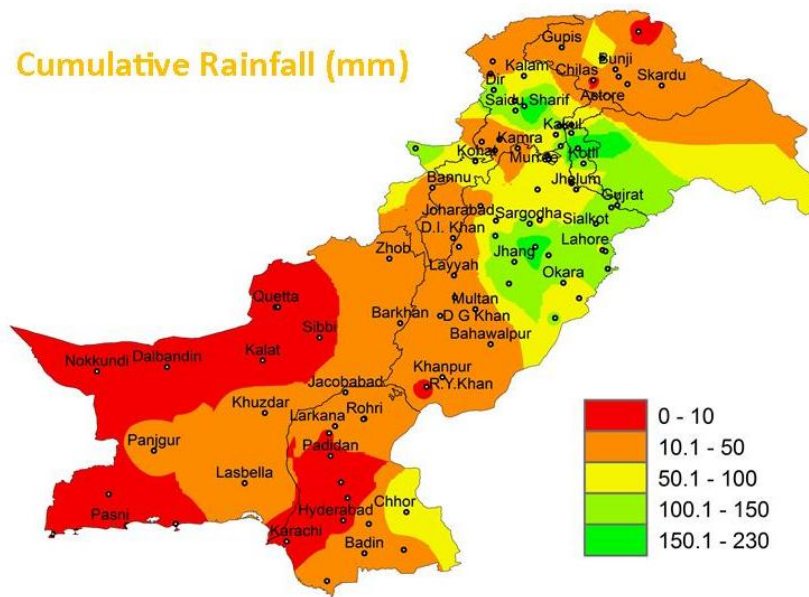 Cumulative Rainfall (mm)
Gupis
Bunji
Kalam
Chilas
Dir
Skardu
Astore
Saidu Sharif
Kakul
Kamra
Kohat
Murree
Kotli
Bannu
Jhelum
Joharabad
Sargodha
Gujrat
Sialkot
D.I. Khan
Zhob
Lahore
Layyah
Jhang
Okara
Quetta
Multan
Barkhan
D G Khan
Sibbi
Bahawalpur
Nokkundi
Dalbandin
Kalat
Khanpur
R.Y.Khan
Jacobabad
Khuzdar
Larkana
Rohri
Panjgur
Padidan
Lasbella
Pasni
Hyderabad
Chhor
Karachi
Badin
0 - 10
10.1 - 50
50.1 - 100
100.1 - 150
150.1 - 230